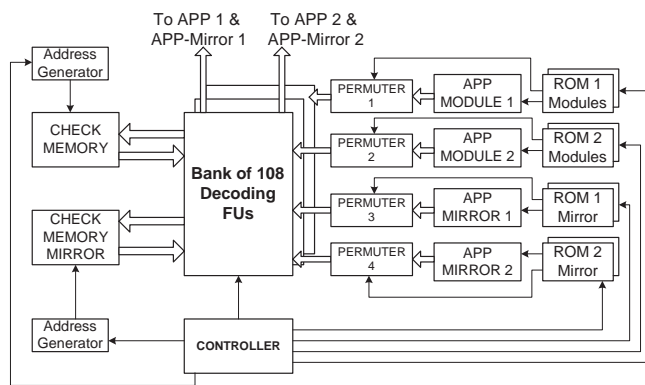 To APP 1 &
APP-Mirror 1
To APP 2 &
APP-Mirror 2
Address
Generator
CHECK
MEMORY
CHECK
MEMORY
MIRROR
Address
Generator
Bank of 108
Decoding
FUs
CONTROLLER
PERMUTER
1
APP
MODULE 1
ROM 1
Modules
PERMUTER
2
APP
MODULE 2
ROM 2
Modules
PERMUTER
3
APP
MIRROR 1
ROM 1
Mirror
PERMUTER
4
APP
MIRROR 2
ROM 2
Mirror